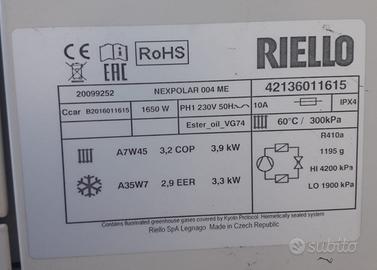 CE EAC RoHS RIELLO
20099252 NEXPOLAR 004 ME 42136011615
Ccar B2016011615 1650 W PH1 230V 50H 10A IPX4
Ester_oil_VG74 60°C / 300kPa
A7W45 3,2 COP 3,9 kW
A35W7 2,9 EER 3,3 kW
R410a
1195 g
HI 4200 kPa
LO 1900 kPa
Contains fluorinated greenhouse gases covered by Kyoto Protocol. Hermetically sealed system
Riello SpA Legnago Made in Czech Republic
subito